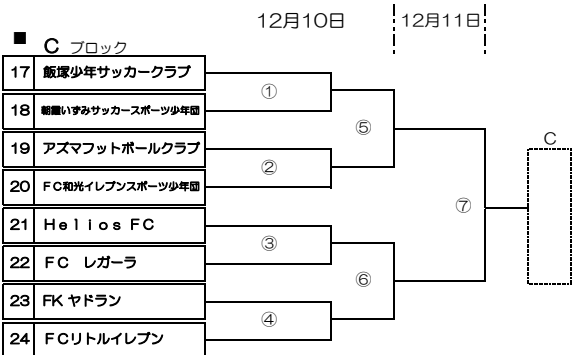 12月10日 12月11日
■ C ブロック
17 飯塚少年サッカークラブ
①
18 朝霞いずみサッカースポーツ少年団
⑤
C
19 アズマフットボールクラブ
②
20 FC和光イレブンスポーツ少年団
⑦
21 Helios FC
③
22 FC レガーラ
⑥
23 FK ヤドラン
④
24 FCリトルイレブン